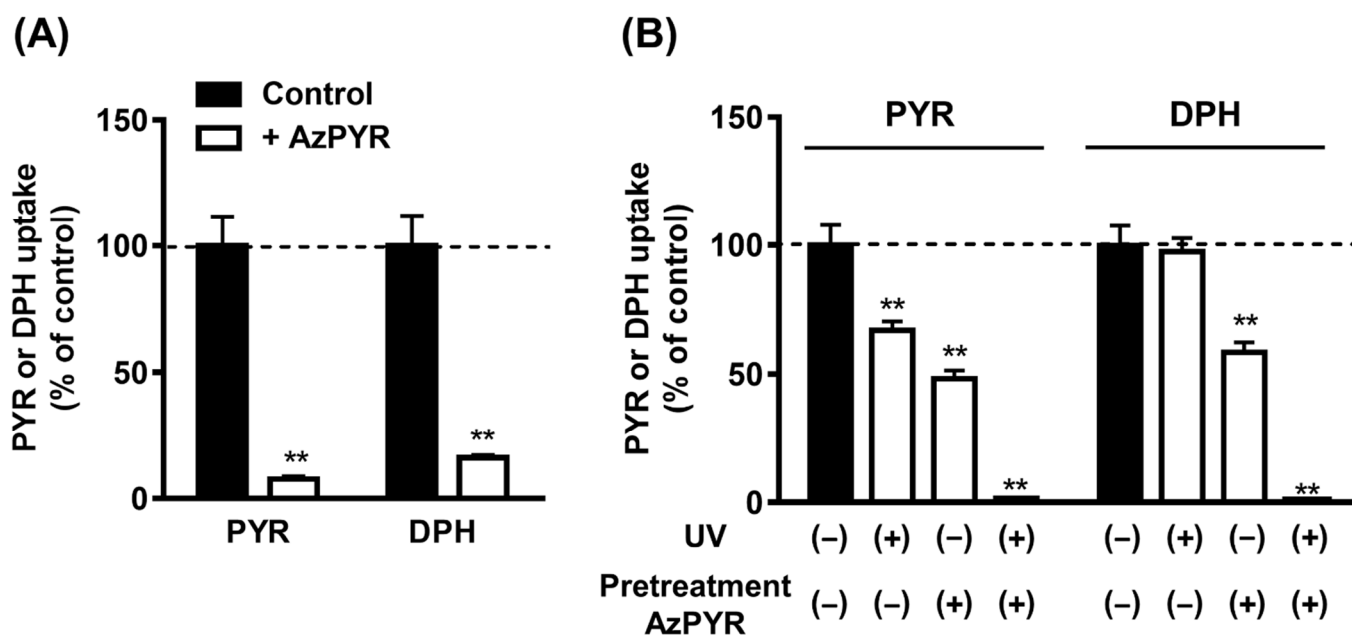 (A)
Control
+ AzPYR
PYR or DPH uptake
(% of control)
150
100
50
0
**
**
PYR
DPH
(B)
PYR
DPH
PYR or DPH uptake
(% of control)
150
100
50
0
**
**
**
**
**
UV
(–) (+) (–) (+) (–) (+) (–) (+)
Pretreatment
AzPYR
(–) (–) (+) (+) (–) (–) (+) (+)